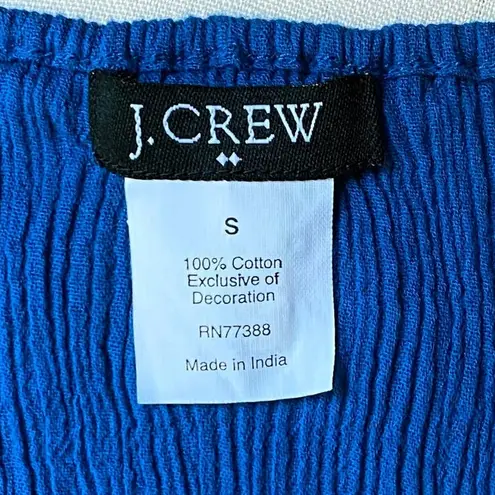 J.CREW
S
100% Cotton
Exclusive of
Decoration
RN77388
Made in India